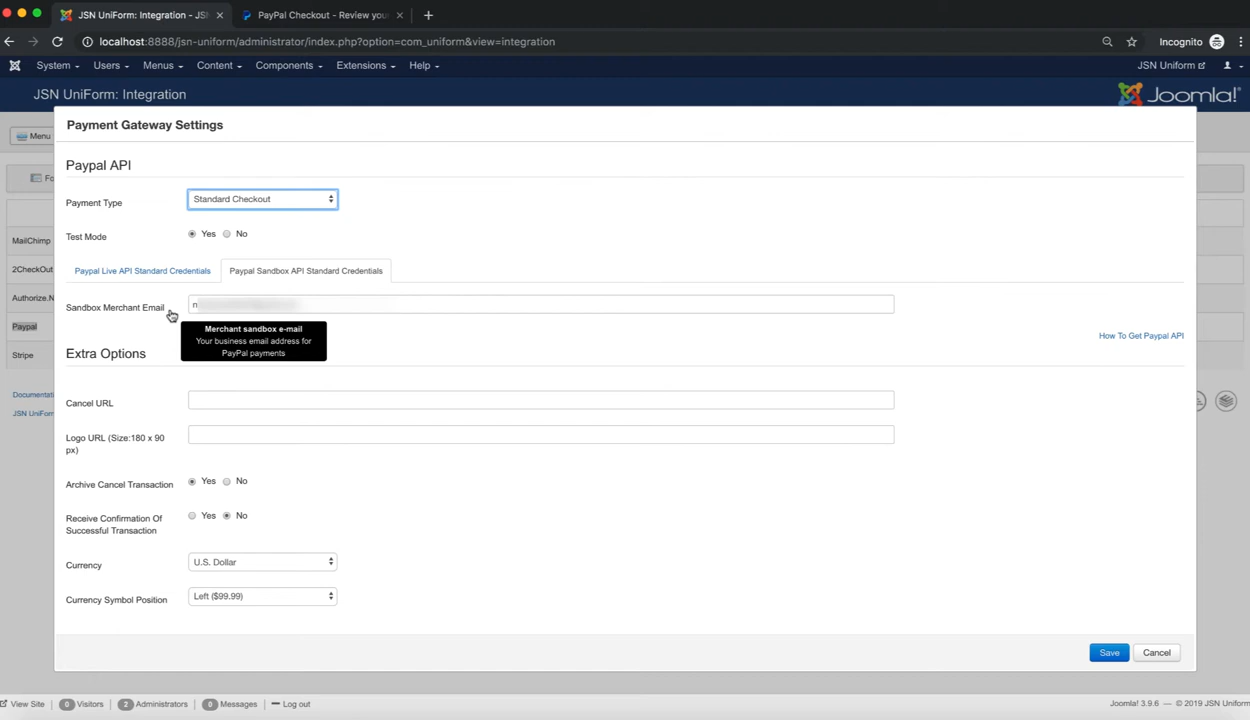 JSN UniForm: Integration - JSN
PayPal Checkout - Review your
localhost:8888/jsn-uniform/administrator/index.php?option=com_uniform&view=integration
Incognito
System
Users
Menus
Content
Components
Extensions
Help
JSN Uniform
JSN UniForm: Integration
Joomla!®
Menu
Payment Gateway Settings
Paypal API
Payment Type
Standard Checkout
Test Mode
Yes
No
Paypal Live API Standard Credentials
Paypal Sandbox API Standard Credentials
Sandbox Merchant Email
n
Merchant sandbox e-mail
Your business email address for
PayPal payments
How To Get Paypal API
Extra Options
Cancel URL
Logo URL (Size:180 x 90
px)
Archive Cancel Transaction
Yes
No
Receive Confirmation Of
Successful Transaction
Yes
No
Currency
U.S. Dollar
Currency Symbol Position
Left ($99.99)
Save
Cancel
Fo
MailChimp
2CheckOut
Authorize.N
Paypal
Stripe
Documentati
JSN UniForm
View Site
0 Visitors
2 Administrators
0 Messages
Log out
Joomla! 3.9.6 — © 2019 JSN Uniform